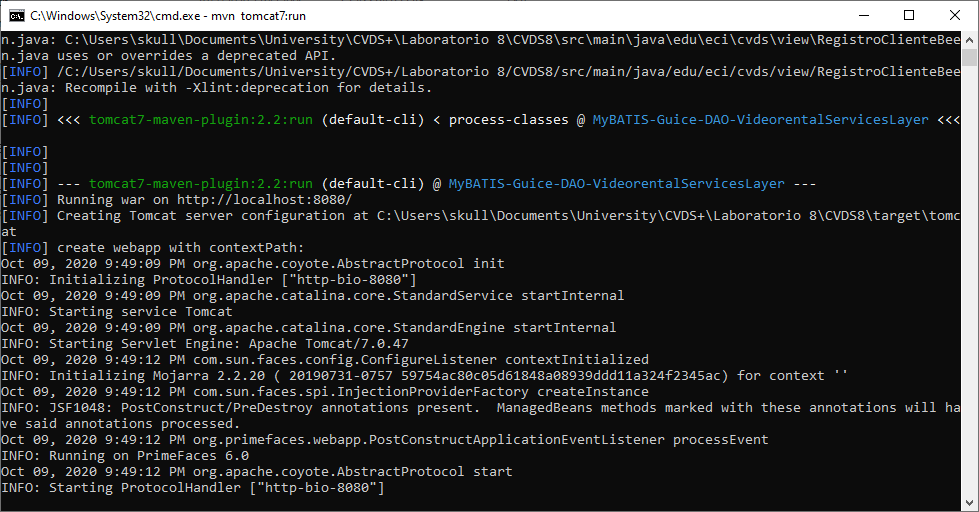 C:\Windows\System32\cmd.exe - mvn  tomcat7:run
n.java: C:\Users\skull\Documents\University\CVDS+\Laboratorio 8\CVDS8\src\main\java\edu\eci\cvds\view\RegistroClienteBee
n.java uses or overrides a deprecated API.
[INFO] /C:/Users/skull/Documents/University/CVDS+/Laboratorio 8/CVDS8/src/main/java/edu/eci/cvds/view/RegistroClienteBee
n.java: Recompile with -Xlint:deprecation for details.
[INFO]
[INFO] <<< tomcat7-maven-plugin:2.2:run (default-cli) < process-classes @ MyBATIS-Guice-DAO-VideorentalServicesLayer <<<
[INFO]
[INFO]
[INFO] --- tomcat7-maven-plugin:2.2:run (default-cli) @ MyBATIS-Guice-DAO-VideorentalServicesLayer ---
[INFO] Running war on http://localhost:8080/
[INFO] Creating Tomcat server configuration at C:\Users\skull\Documents\University\CVDS+\Laboratorio 8\CVDS8\target\tomc
at
[INFO] create webapp with contextPath:
Oct 09, 2020 9:49:09 PM org.apache.coyote.AbstractProtocol init
INFO: Initializing ProtocolHandler ["http-bio-8080"]
Oct 09, 2020 9:49:09 PM org.apache.catalina.core.StandardService startInternal
INFO: Starting service Tomcat
Oct 09, 2020 9:49:09 PM org.apache.catalina.core.StandardEngine startInternal
INFO: Starting Servlet Engine: Apache Tomcat/7.0.47
Oct 09, 2020 9:49:12 PM com.sun.faces.config.ConfigureListener contextInitialized
INFO: Initializing Mojarra 2.2.20 ( 20190731-0757 59754ac80c05d61848a08939ddd11a324f2345ac) for context ''
Oct 09, 2020 9:49:12 PM com.sun.faces.spi.InjectionProviderFactory createInstance
INFO: JSF1048: PostConstruct/PreDestroy annotations present.  ManagedBeans methods marked with these annotations will ha
ve said annotations processed.
Oct 09, 2020 9:49:12 PM org.primefaces.webapp.PostConstructApplicationEventListener processEvent
INFO: Running on PrimeFaces 6.0
Oct 09, 2020 9:49:12 PM org.apache.coyote.AbstractProtocol start
INFO: Starting ProtocolHandler ["http-bio-8080"]